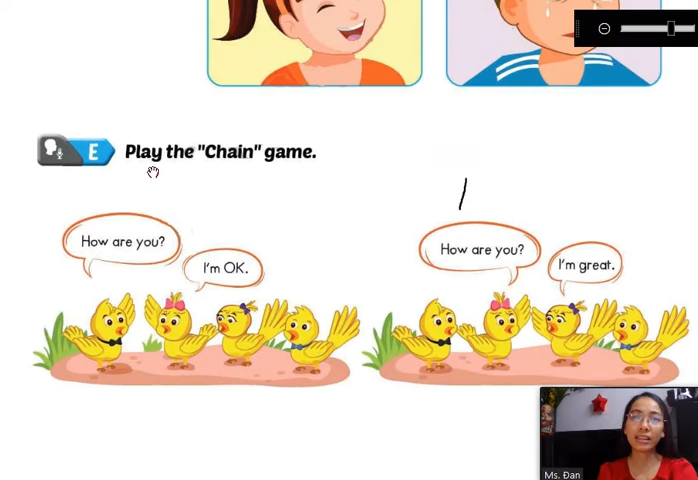 E Play the "Chain" game.
How are you?
I'm OK.
How are you?
I'm great.
Ms. Đan